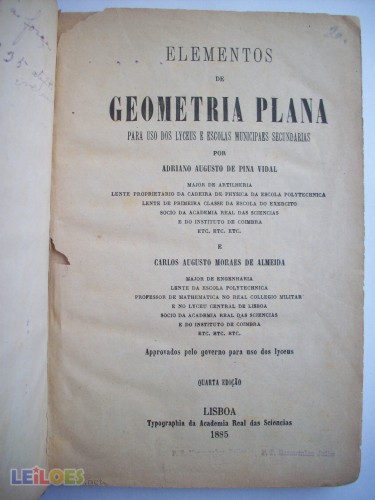 ELEMENTOS
DE
GEOMETRIA PLANA
PARA USO DOS LYCEUS E ESCOLAS MUNICIPAES SECUNDARIAS
POR
ADRIANO AUGUSTO DE PINA VIDAL
MAJOR DE ARTILHERIA
LENTE PROPRIETARIO DA CADEIRA DE PHYSICA DA ESCOLA POLYTECHNICA
LENTE DE PRIMEIRA CLASSE DA ESCOLA DO EXERCITO
SOCIO DA ACADEMIA REAL DAS SCIENCIAS
E DO INSTITUTO DE COIMBRA
ETC. ETC. ETC.
E
CARLOS AUGUSTO MORAES DE ALMEIDA
MAJOR DE ENGENHARIA
LENTE DA ESCOLA POLYTECHNICA
PROFESSOR DE MATHEMATICA NO REAL COLLEGIO MILITAR
E NO LYCEU CENTRAL DE LISBOA
SOCIO DA ACADEMIA REAL DAS SCIENCIAS
E DO INSTITUTO DE COIMBRA
ETC. ETC. ETC.
Approvados pelo governo para uso dos lyceus
QUARTA EDIÇÃO
LISBOA
Typographia da Academia Real das Sciencias
1885
LEiLOES